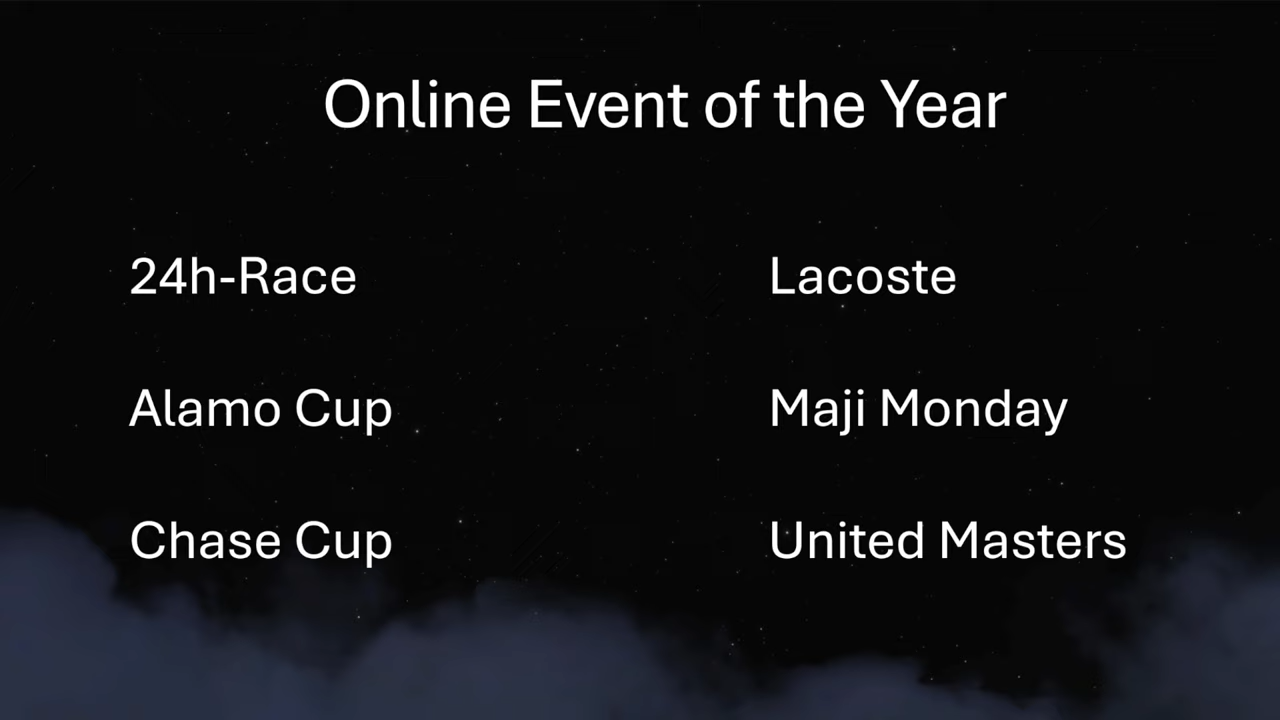 Online Event of the Year
24h-Race
Alamo Cup
Chase Cup
Lacoste
Maji Monday
United Masters